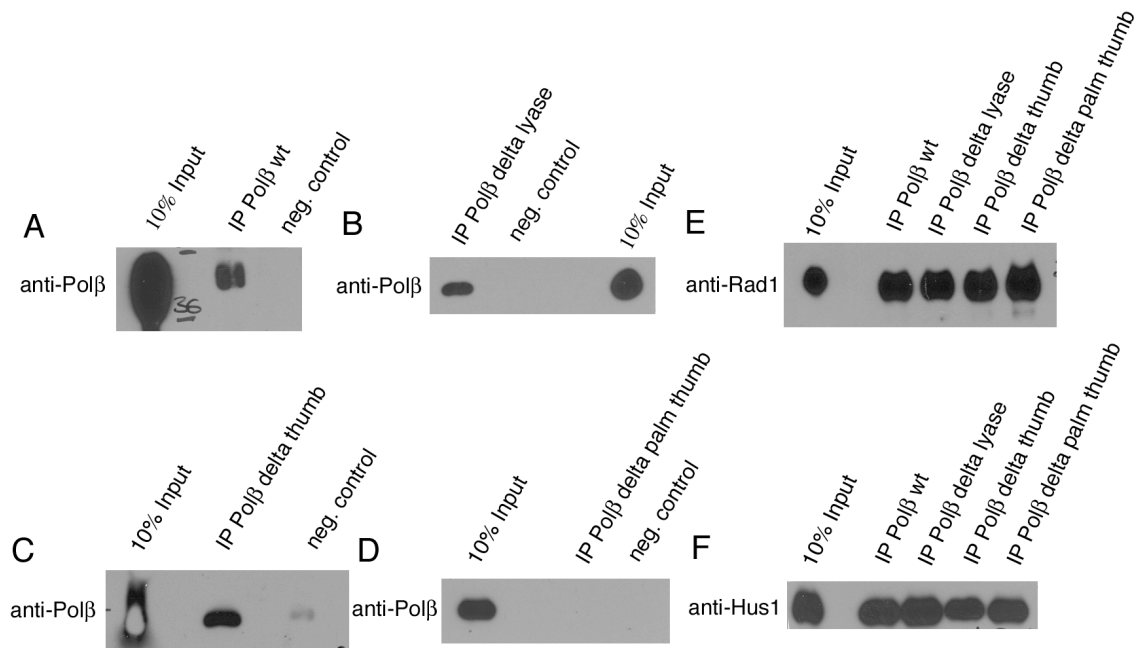 A
10% Input
IP Polβ wt
neg. control
anti-Polβ
36
B
IP Polβ delta lyase
neg. control
10% Input
anti-Polβ
E
10% Input
IP Polβ wt
IP Polβ delta lyase
IP Polβ delta thumb
IP Polβ delta palm thumb
anti-Rad1
C
10% Input
IP Polβ delta thumb
neg. control
anti-Polβ
D
10% Input
IP Polβ delta palm thumb
neg. control
anti-Polβ
F
10% Input
IP Polβ wt
IP Polβ delta lyase
IP Polβ delta thumb
IP Polβ delta palm thumb
anti-Hus1